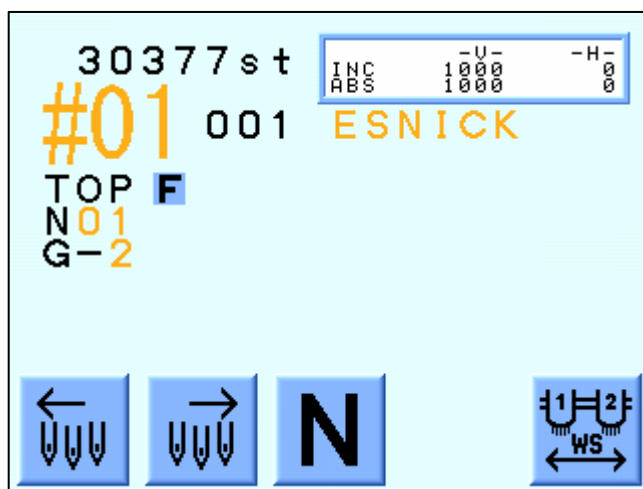 30377st
-V- -H-
INC 1000 0
ABS 1000 0
#01 001 ESNICK
TOP F
N01
G-2
N
1 2
WS